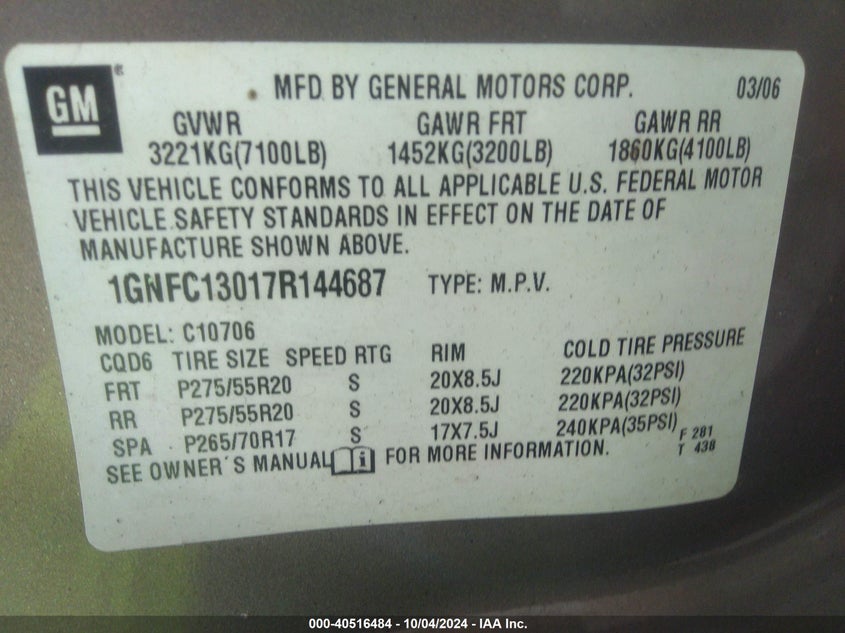 GM ®
MFD BY GENERAL MOTORS CORP. 03/06
GVWR GAWR FRT GAWR RR
3221KG(7100LB) 1452KG(3200LB) 1860KG(4100LB)
THIS VEHICLE CONFORMS TO ALL APPLICABLE U.S. FEDERAL MOTOR
VEHICLE SAFETY STANDARDS IN EFFECT ON THE DATE OF
MANUFACTURE SHOWN ABOVE.
1GNFC13017R144687 TYPE: M.P.V.
MODEL: C10706
CQD6 TIRE SIZE SPEED RTG RIM COLD TIRE PRESSURE
FRT P275/55R20 S 20X8.5J 220KPA(32PSI)
RR P275/55R20 S 20X8.5J 220KPA(32PSI)
SPA P265/70R17 S 17X7.5J 240KPA(35PSI)
F 281
T 438
SEE OWNER'S MANUAL i FOR MORE INFORMATION.
000-40516484 - 10/04/2024 - IAA Inc.